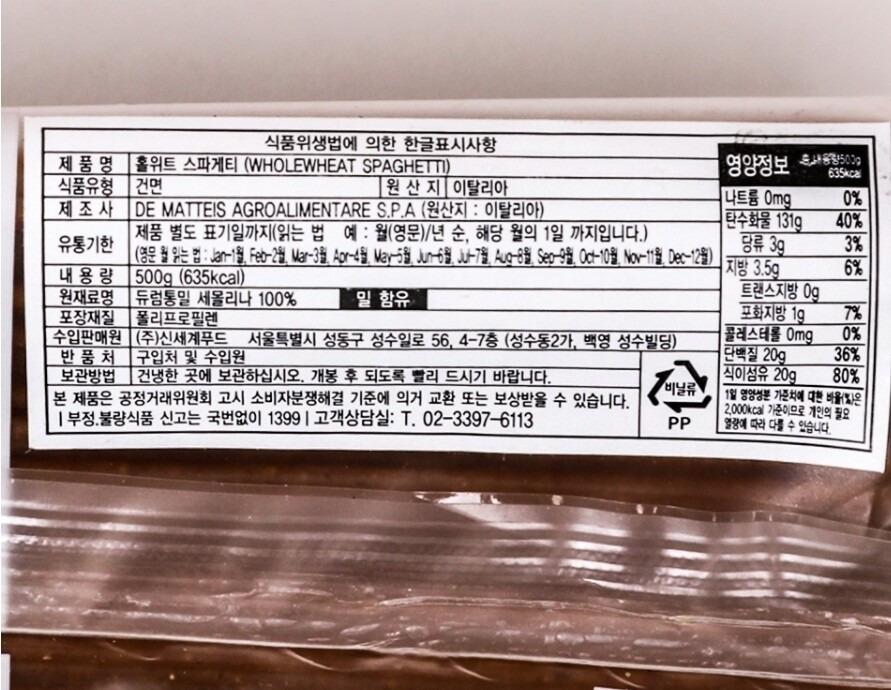 식품위생법에 의한 한글표시사항
제 품 명 홀위트 스파게티 (WHOLEWHEAT SPAGHETTI)
식품유형 건면 원 산 지 이탈리아
제 조 사 DE MATTEIS AGROALIMENTARE S.P.A (원산지 : 이탈리아)
유통기한 제품 별도 표기일까지(읽는 법 예 : 월(영문)/년 순, 해당 월의 1일 까지입니다.)
(영문 월 읽는 법 : Jan-1월, Feb-2월, Mar-3월, Apr-4월, May-5월, Jun-6월, Jul-7월, Aug-8월, Sep-9월, Oct-10월, Nov-11월, Dec-12월)
내 용 량 500g (635kcal)
원재료명 듀럼통밀 세몰리나 100% 밀 함유
포장재질 폴리프로필렌
수입판매원 (주)신세계푸드 서울특별시 성동구 성수일로 56, 4-7층 (성수동2가, 백영 성수빌딩)
반 품 처 구입처 및 수입원
보관방법 건냉한 곳에 보관하십시오. 개봉 후 되도록 빨리 드시기 바랍니다.
본 제품은 공정거래위원회 고시 소비자분쟁해결 기준에 의거 교환 또는 보상받을 수 있습니다.
| 부정.불량식품 신고는 국번없이 1399 | 고객상담실: T. 02-3397-6113
비닐류
PP
영양정보 총 내용량 500g
635kcal
나트륨 0mg 0%
탄수화물 131g 40%
당류 3g 3%
지방 3.5g 6%
트랜스지방 0g
포화지방 1g 7%
콜레스테롤 0mg 0%
단백질 20g 36%
식이섬유 20g 80%
1일 영양성분 기준치에 대한 비율(%)은
2,000kcal 기준이므로 개인의 필요
열량에 따라 다를 수 있습니다.